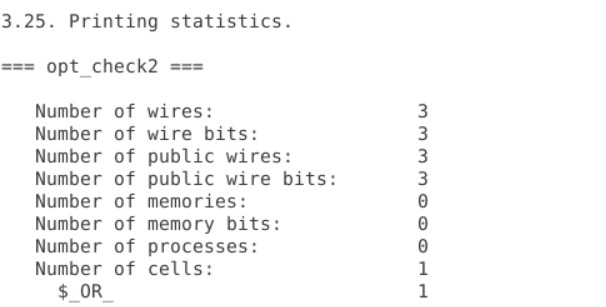 3.25. Printing statistics.
=== opt_check2 ===
Number of wires: 3
Number of wire bits: 3
Number of public wires: 3
Number of public wire bits: 3
Number of memories: 0
Number of memory bits: 0
Number of processes: 0
Number of cells: 1
$_OR_ 1